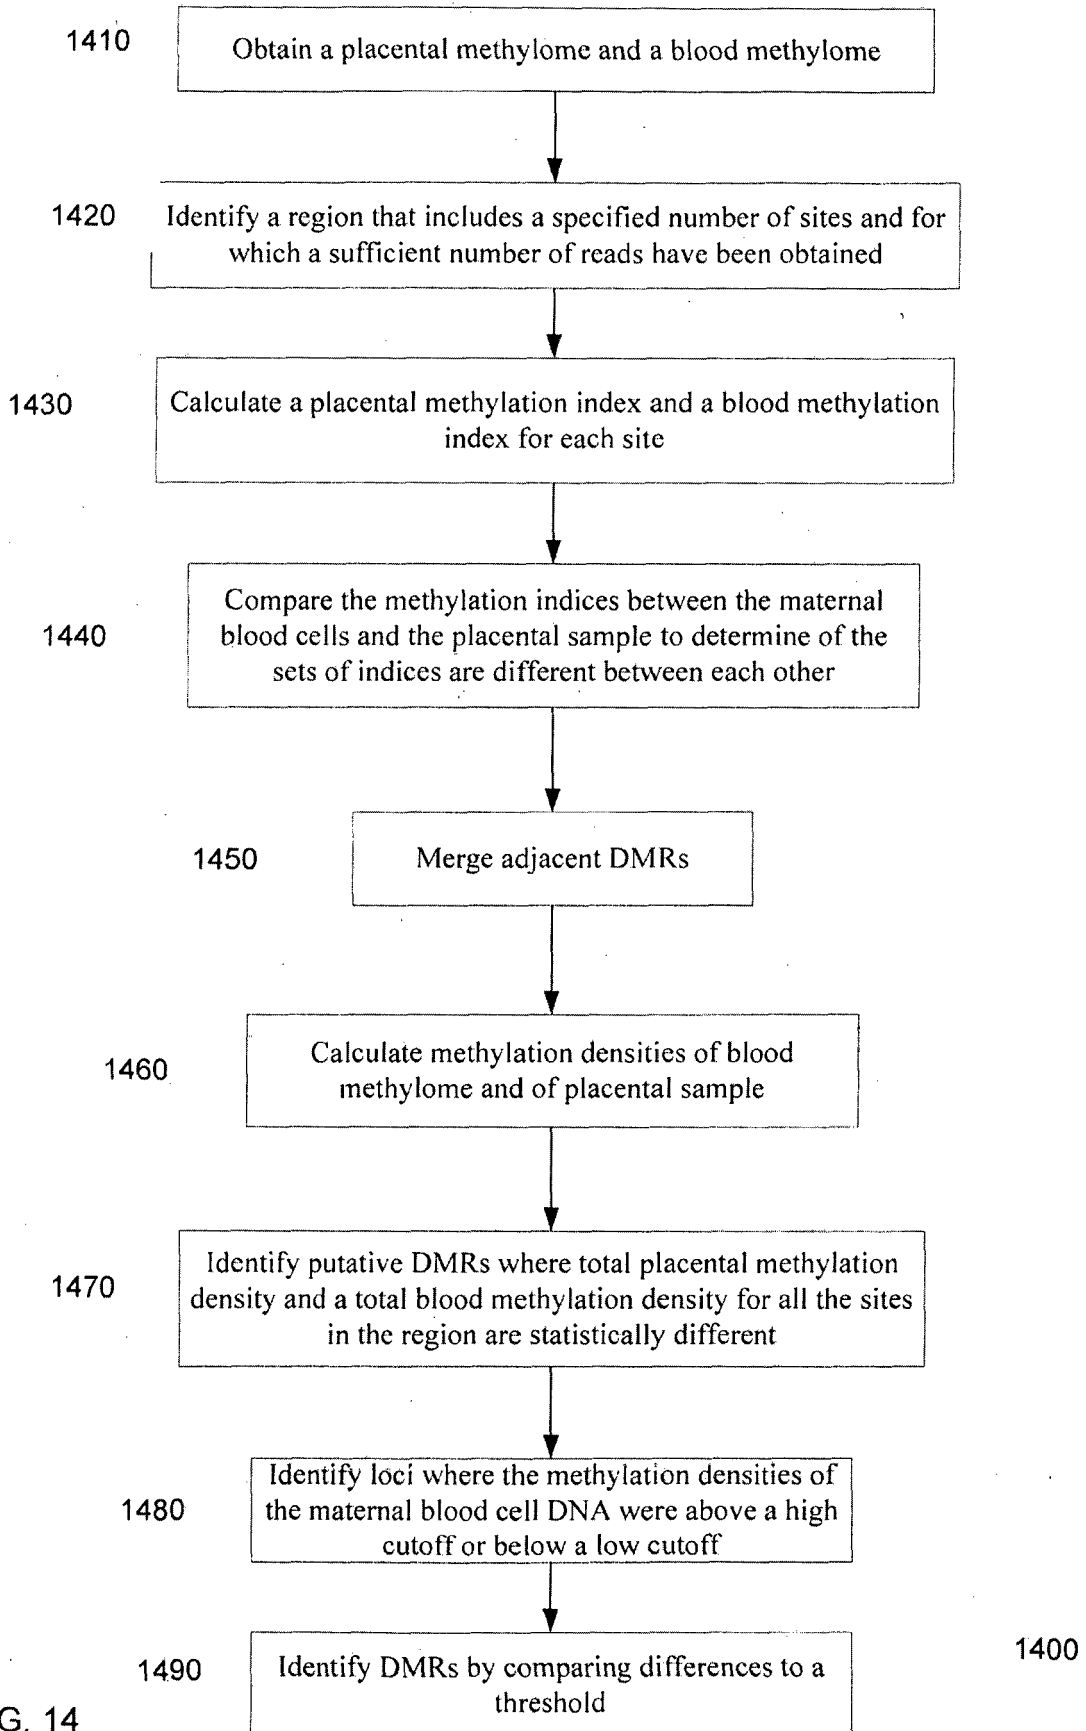 1410
Obtain a placental methylome and a blood methylome
1420
Identify a region that includes a specified number of sites and for
which a sufficient number of reads have been obtained
1430
Calculate a placental methylation index and a blood methylation
index for each site
1440
Compare the methylation indices between the maternal
blood cells and the placental sample to determine of the
sets of indices are different between each other
1450
Merge adjacent DMRs
1460
Calculate methylation densities of blood
methylome and of placental sample
1470
Identify putative DMRs where total placental methylation
density and a total blood methylation density for all the sites
in the region are statistically different
1480
Identify loci where the methylation densities of
the maternal blood cell DNA were above a high
cutoff or below a low cutoff
1490
Identify DMRs by comparing differences to a
threshold
1400
G. 14